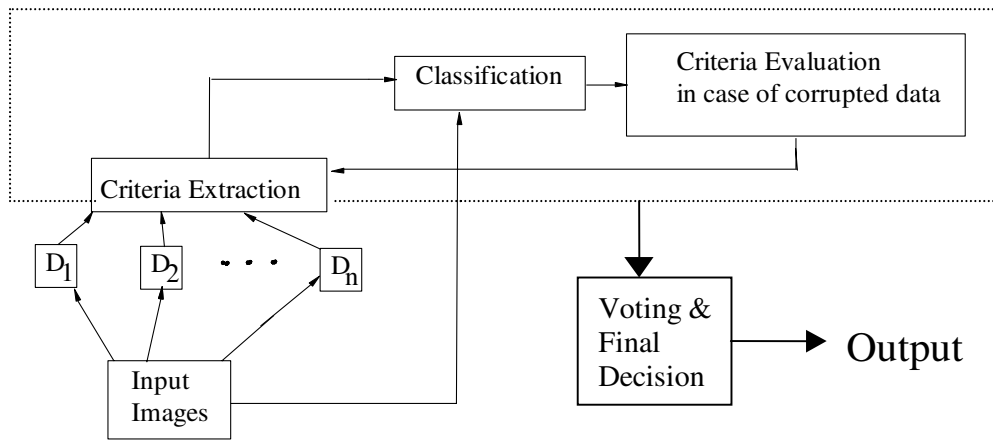 Classification
Criteria Evaluation
in case of corrupted data
Criteria Extraction
D1
D2
Dn
Voting &
Final
Decision
Output
Input
Images